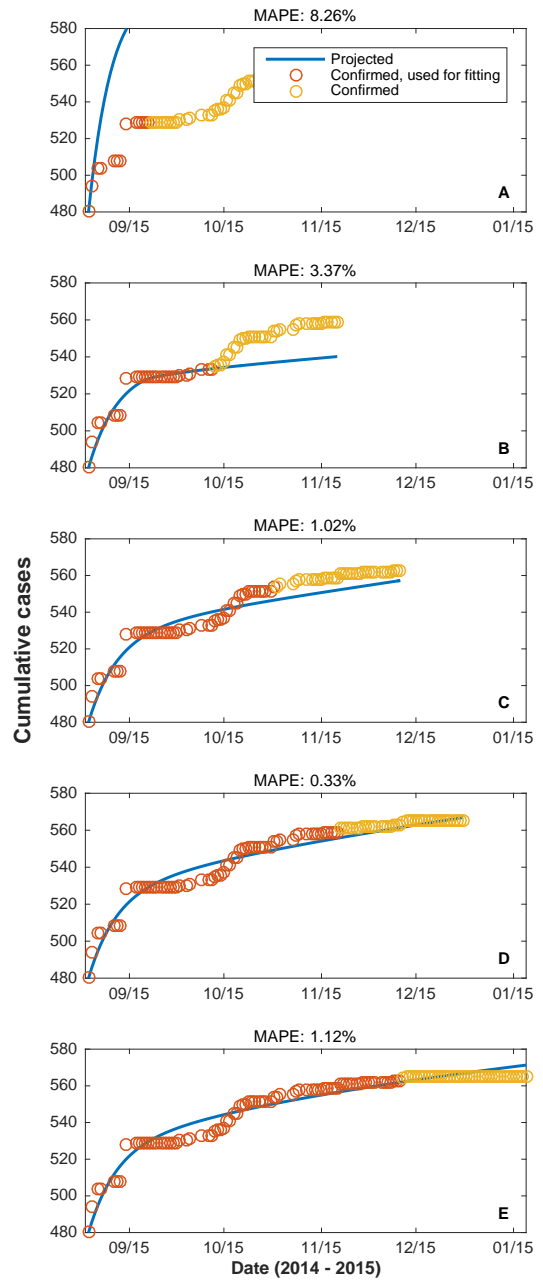 MAPE: 8.26%
580
560
540
520
500
480
Projected
Confirmed, used for fitting
Confirmed
A
09/15 10/15 11/15 12/15 01/15
MAPE: 3.37%
580
560
540
520
500
480
B
09/15 10/15 11/15 12/15 01/15
MAPE: 1.02%
580
560
540
520
500
480
C
09/15 10/15 11/15 12/15 01/15
Cumulative cases
MAPE: 0.33%
580
560
540
520
500
480
D
09/15 10/15 11/15 12/15 01/15
MAPE: 1.12%
580
560
540
520
500
480
E
09/15 10/15 11/15 12/15 01/15
Date (2014 - 2015)